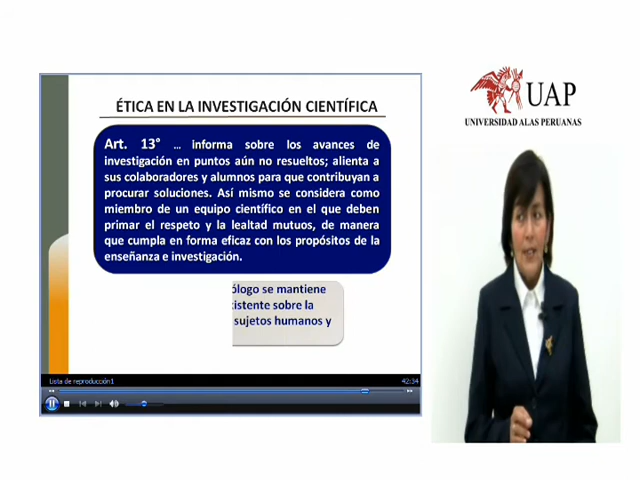 UAP
UNIVERSIDAD ALAS PERUANAS
ÉTICA EN LA INVESTIGACIÓN CIENTÍFICA
Art. 13° ... informa sobre los avances de
investigación en puntos aún no resueltos; alienta a
sus colaboradores y alumnos para que contribuyan a
procurar soluciones. Así mismo se considera como
miembro de un equipo científico en el que deben
primar el respeto y la lealtad mutuos, de manera
que cumpla en forma eficaz con los propósitos de la
enseñanza e investigación.
ólogo se mantiene
istente sobre la
sujetos humanos y
Lista de reproducción1 42:34